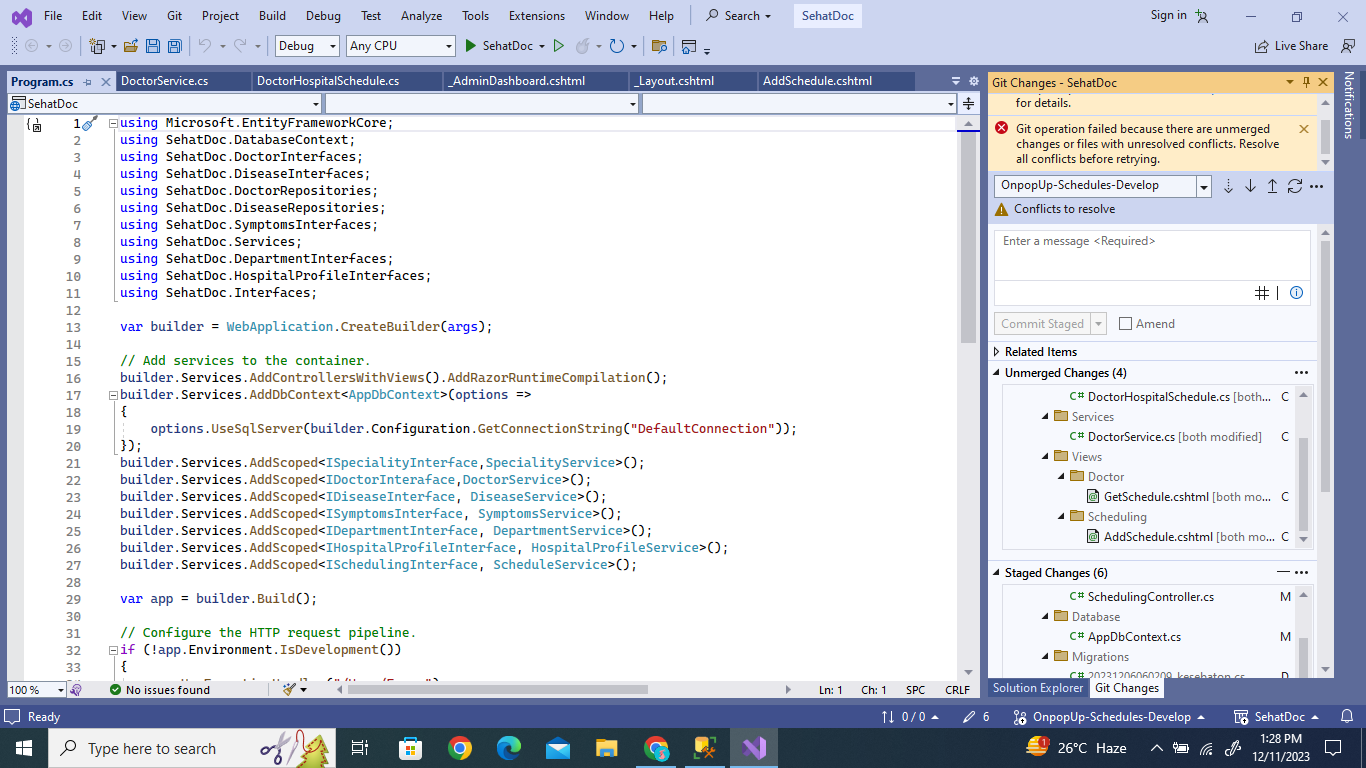 File Edit View Git Project Build Debug Test Analyze Tools Extensions Window Help Search SehatDoc Sign in
Debug Any CPU SehatDoc Live Share
Program.cs DoctorService.cs DoctorHospitalSchedule.cs _AdminDashboard.cshtml _Layout.cshtml AddSchedule.cshtml
SehatDoc
1 using Microsoft.EntityFrameworkCore;
2 using SehatDoc.DatabaseContext;
3 using SehatDoc.DoctorInterfaces;
4 using SehatDoc.DiseaseInterfaces;
5 using SehatDoc.DoctorRepositories;
6 using SehatDoc.DiseaseRepositories;
7 using SehatDoc.SymptomsInterfaces;
8 using SehatDoc.Services;
9 using SehatDoc.DepartmentInterfaces;
10 using SehatDoc.HospitalProfileInterfaces;
11 using SehatDoc.Interfaces;
12
13 var builder = WebApplication.CreateBuilder(args);
14
15 // Add services to the container.
16 builder.Services.AddControllersWithViews().AddRazorRuntimeCompilation();
17 builder.Services.AddDbContext<AppDbContext>(options =>
18 {
19 options.UseSqlServer(builder.Configuration.GetConnectionString("DefaultConnection"));
20 });
21 builder.Services.AddScoped<ISpecialityInterface,SpecialityService>();
22 builder.Services.AddScoped<IDoctorInteraface,DoctorService>();
23 builder.Services.AddScoped<IDiseaseInterface, DiseaseService>();
24 builder.Services.AddScoped<ISymptomsInterface, SymptomsService>();
25 builder.Services.AddScoped<IDepartmentInterface, DepartmentService>();
26 builder.Services.AddScoped<IHospitalProfileInterface, HospitalProfileService>();
27 builder.Services.AddScoped<ISchedulingInterface, ScheduleService>();
28
29 var app = builder.Build();
30
31 // Configure the HTTP request pipeline.
32 if (!app.Environment.IsDevelopment())
33 {
100 % No issues found Ln: 1 Ch: 1 SPC CRLF
Git Changes - SehatDoc
for details.
Git operation failed because there are unmerged
changes or files with unresolved conflicts. Resolve
all conflicts before retrying.
OnpopUp-Schedules-Develop
Conflicts to resolve
Enter a message <Required>
Commit Staged Amend
Related Items
Unmerged Changes (4)
C# DoctorHospitalSchedule.cs [both... C
Services
C# DoctorService.cs [both modified] C
Views
Doctor
GetSchedule.cshtml [both mo... C
Scheduling
AddSchedule.cshtml [both mo... C
Staged Changes (6)
C# SchedulingController.cs M
Database
C# AppDbContext.cs M
Migrations
Solution Explorer Git Changes
Notifications
Ready 0 / 0 6 OnpopUp-Schedules-Develop SehatDoc
Type here to search 1 26°C Haze 1:28 PM
12/11/2023